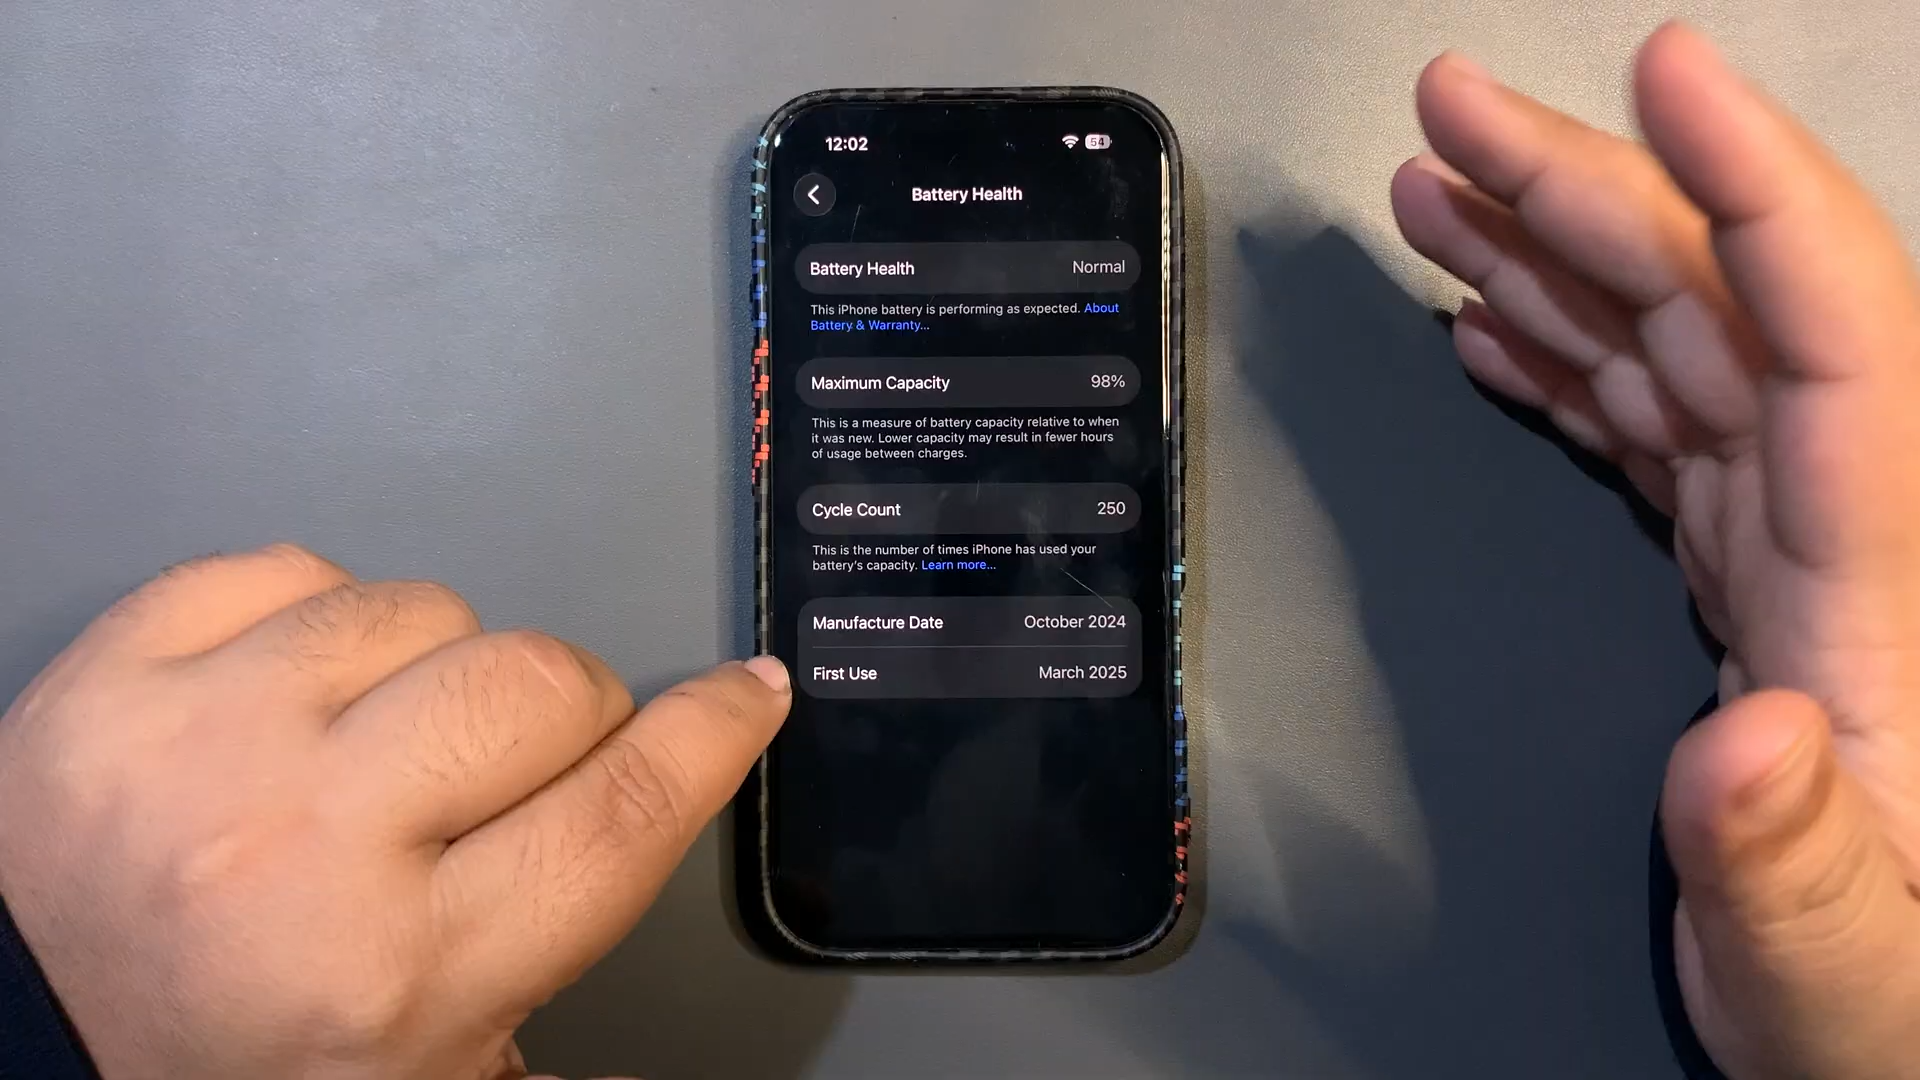 12:02
54
Battery Health
Battery Health Normal
This iPhone battery is performing as expected. About
Battery & Warranty...
Maximum Capacity 98%
This is a measure of battery capacity relative to when
it was new. Lower capacity may result in fewer hours
of usage between charges.
Cycle Count 250
This is the number of times iPhone has used your
battery's capacity. Learn more...
Manufacture Date October 2024
First Use March 2025